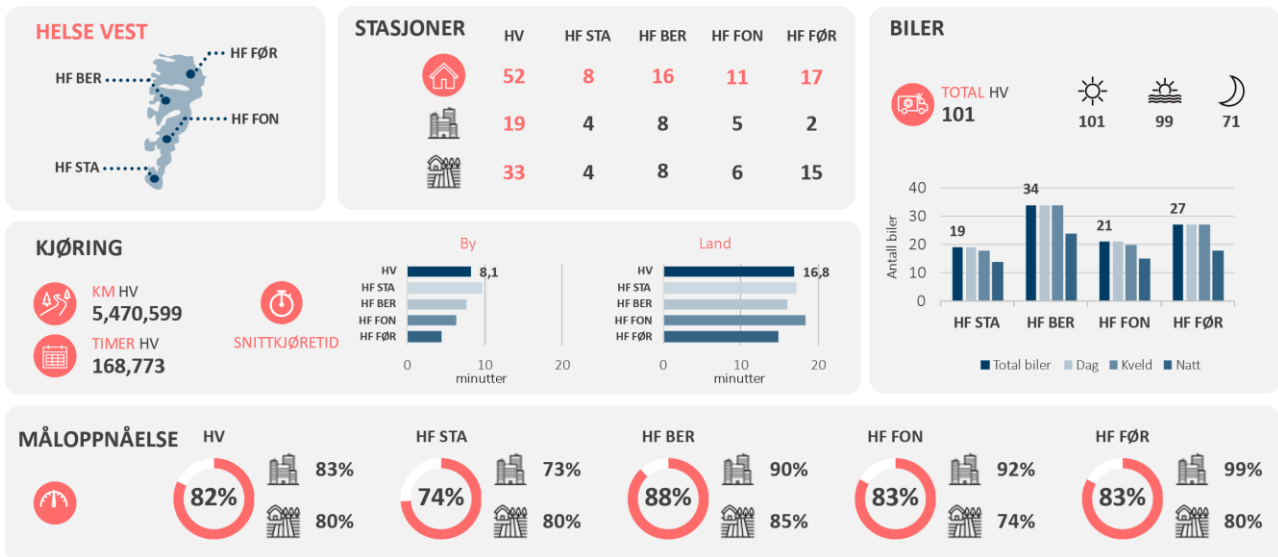 HELSE VEST
HF FØR
HF BER
HF FON
HF STA
STASJONER
HV HF STA HF BER HF FON HF FØR
52 8 16 11 17
19 4 8 5 2
33 4 8 6 15
BILER
TOTAL HV
101
101 99 71
40
30
20
10
0
Antall biler
19
34
21
27
HF STA HF BER HF FON HF FØR
Total biler Dag Kveld Natt
KJØRING
KM HV
5,470,599
TIMER HV
168,773
SNITTKJØRETID
By
HV 8,1
HF STA
HF BER
HF FON
HF FØR
0 10 20
minutter
Land
HV 16,8
HF STA
HF BER
HF FON
HF FØR
0 10 20
minutter
MÅLOPPNÅELSE
HV
82%
83%
80%
HF STA
74%
73%
80%
HF BER
88%
90%
85%
HF FON
83%
92%
74%
HF FØR
83%
99%
80%